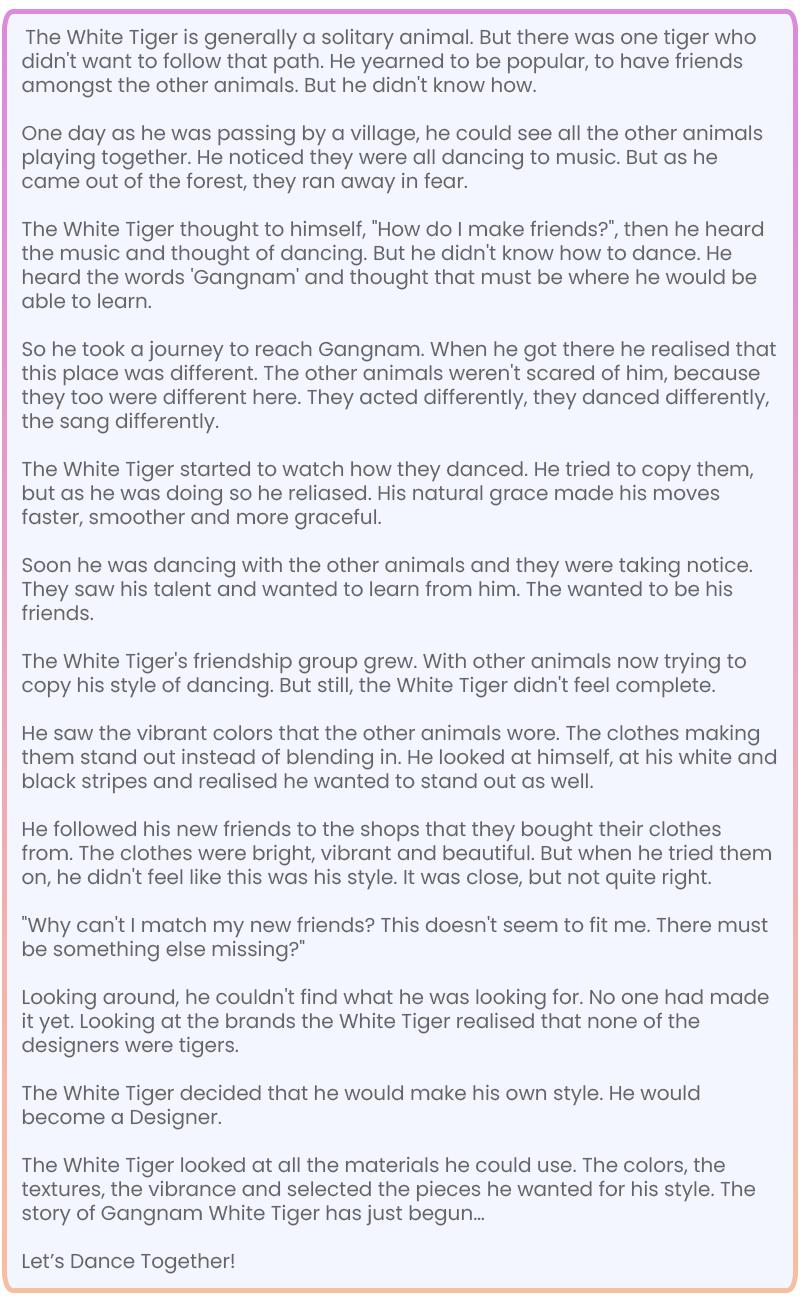 The White Tiger is generally a solitary animal. But there was one tiger who
didn't want to follow that path. He yearned to be popular, to have friends
amongst the other animals. But he didn't know how.
One day as he was passing by a village, he could see all the other animals
playing together. He noticed they were all dancing to music. But as he
came out of the forest, they ran away in fear.
The White Tiger thought to himself, "How do I make friends?", then he heard
the music and thought of dancing. But he didn't know how to dance. He
heard the words 'Gangnam' and thought that must be where he would be
able to learn.
So he took a journey to reach Gangnam. When he got there he realised that
this place was different. The other animals weren't scared of him, because
they too were different here. They acted differently, they danced differently,
the sang differently.
The White Tiger started to watch how they danced. He tried to copy them,
but as he was doing so he reliased. His natural grace made his moves
faster, smoother and more graceful.
Soon he was dancing with the other animals and they were taking notice.
They saw his talent and wanted to learn from him. The wanted to be his
friends.
The White Tiger's friendship group grew. With other animals now trying to
copy his style of dancing. But still, the White Tiger didn't feel complete.
He saw the vibrant colors that the other animals wore. The clothes making
them stand out instead of blending in. He looked at himself, at his white and
black stripes and realised he wanted to stand out as well.
He followed his new friends to the shops that they bought their clothes
from. The clothes were bright, vibrant and beautiful. But when he tried them
on, he didn't feel like this was his style. It was close, but not quite right.
"Why can't I match my new friends? This doesn't seem to fit me. There must
be something else missing?"
Looking around, he couldn't find what he was looking for. No one had made
it yet. Looking at the brands the White Tiger realised that none of the
designers were tigers.
The White Tiger decided that he would make his own style. He would
become a Designer.
The White Tiger looked at all the materials he could use. The colors, the
textures, the vibrance and selected the pieces he wanted for his style. The
story of Gangnam White Tiger has just begun...
Let’s Dance Together!